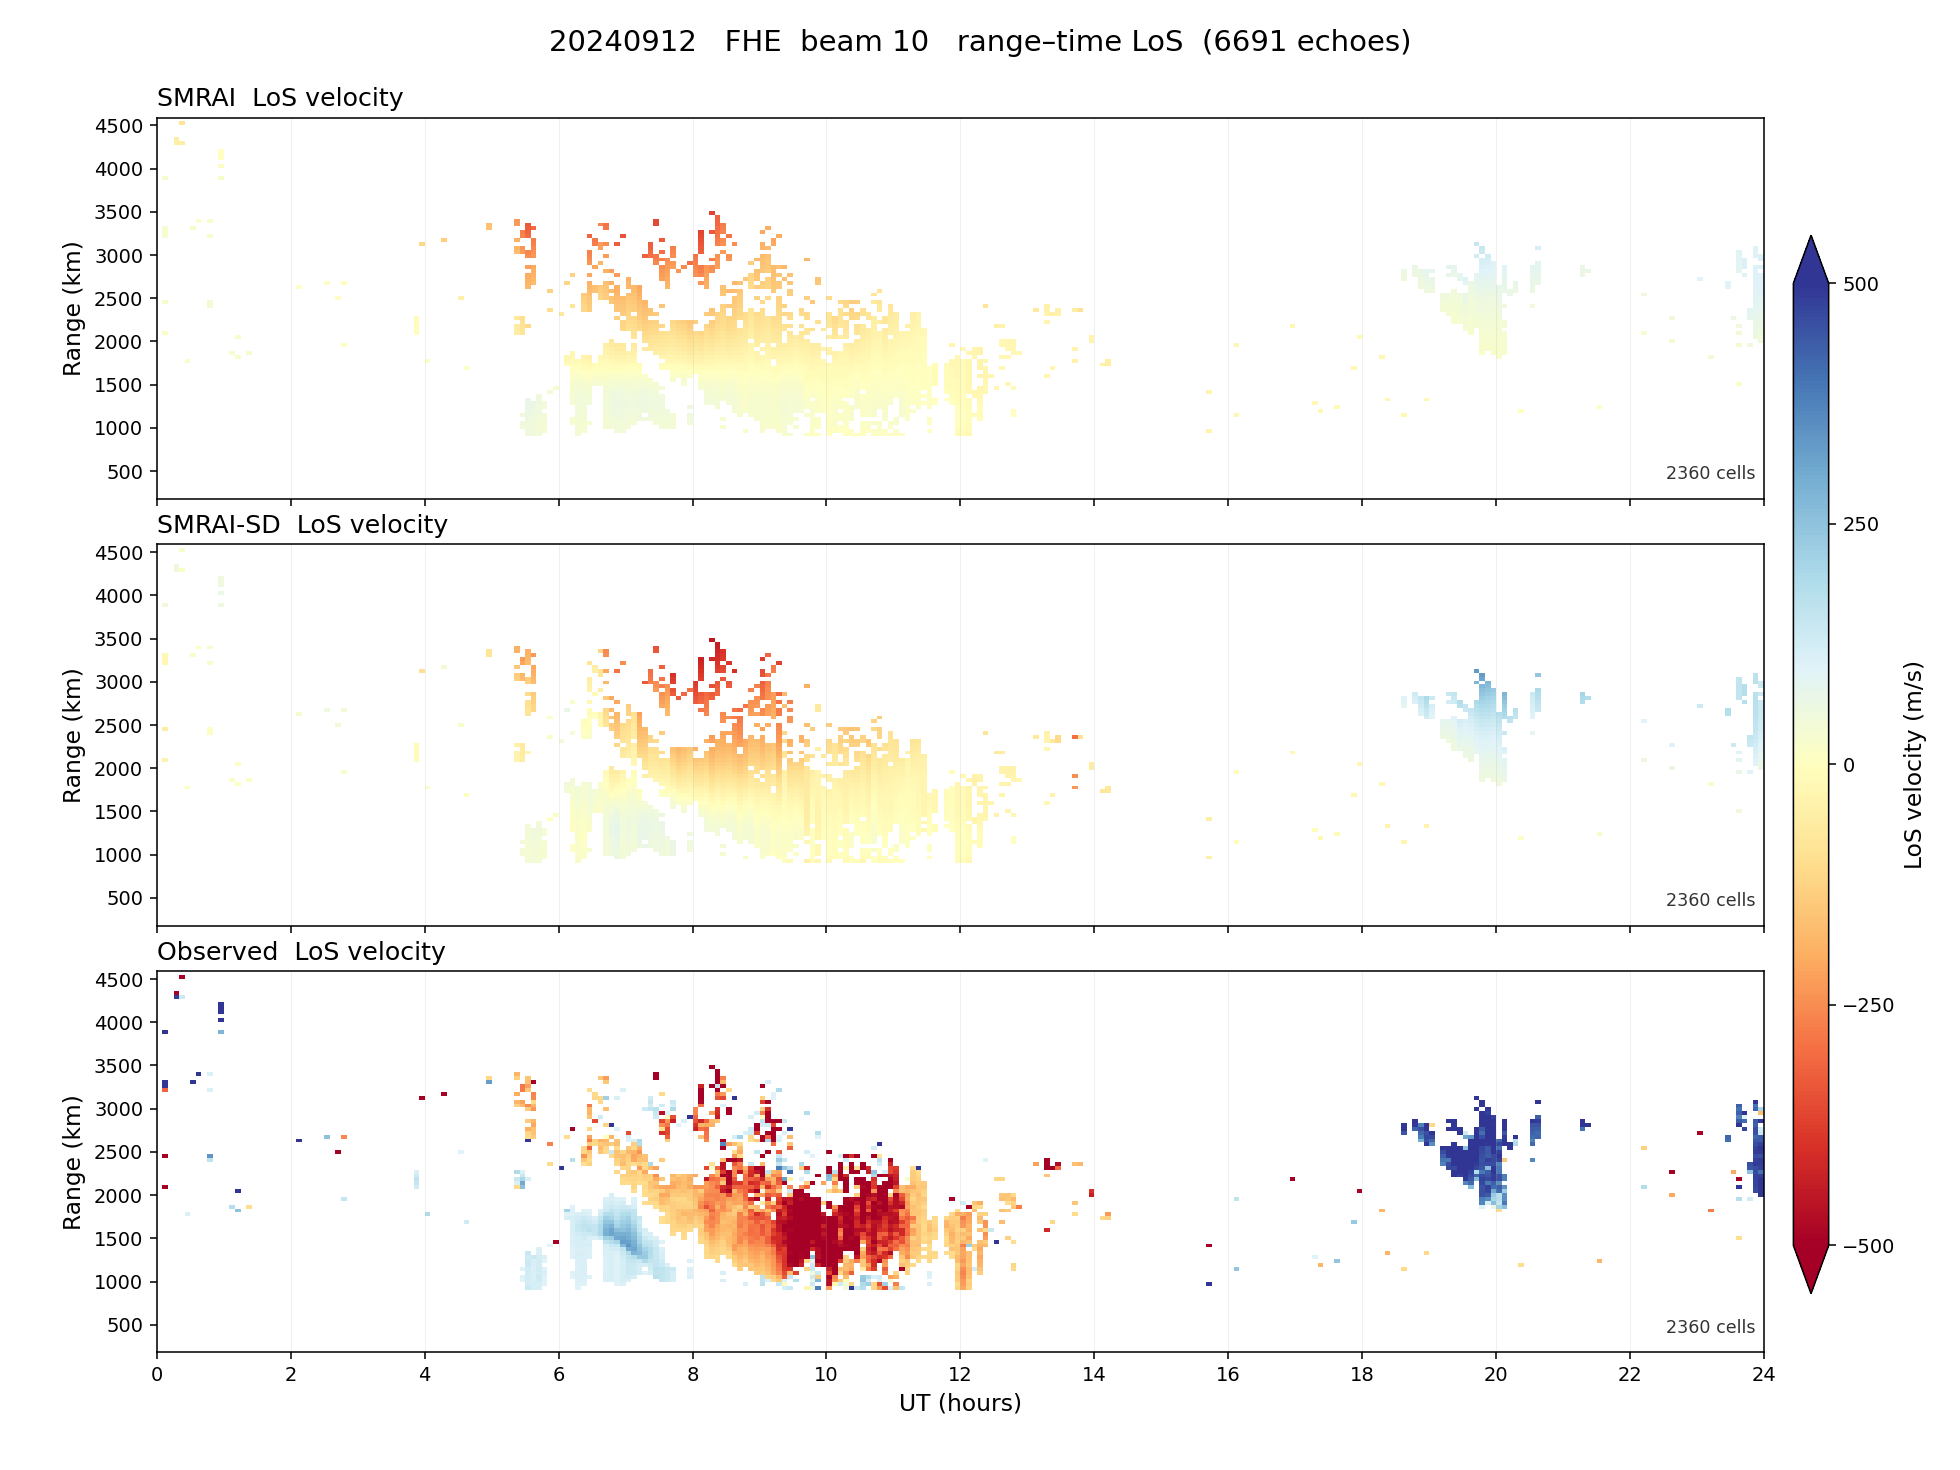 20240912 FHE beam 10 range–time LoS (6691 echoes)
SMRAI LoS velocity
4500
4000
3500
3000
2500
2000
1500
1000
500
Range (km)
2360 cells
SMRAI-SD LoS velocity
4500
4000
3500
3000
2500
2000
1500
1000
500
Range (km)
2360 cells
Observed LoS velocity
4500
4000
3500
3000
2500
2000
1500
1000
500
Range (km)
2360 cells
0 2 4 6 8 10 12 14 16 18 20 22 24
UT (hours)
500
250
0
−250
−500
LoS velocity (m/s)